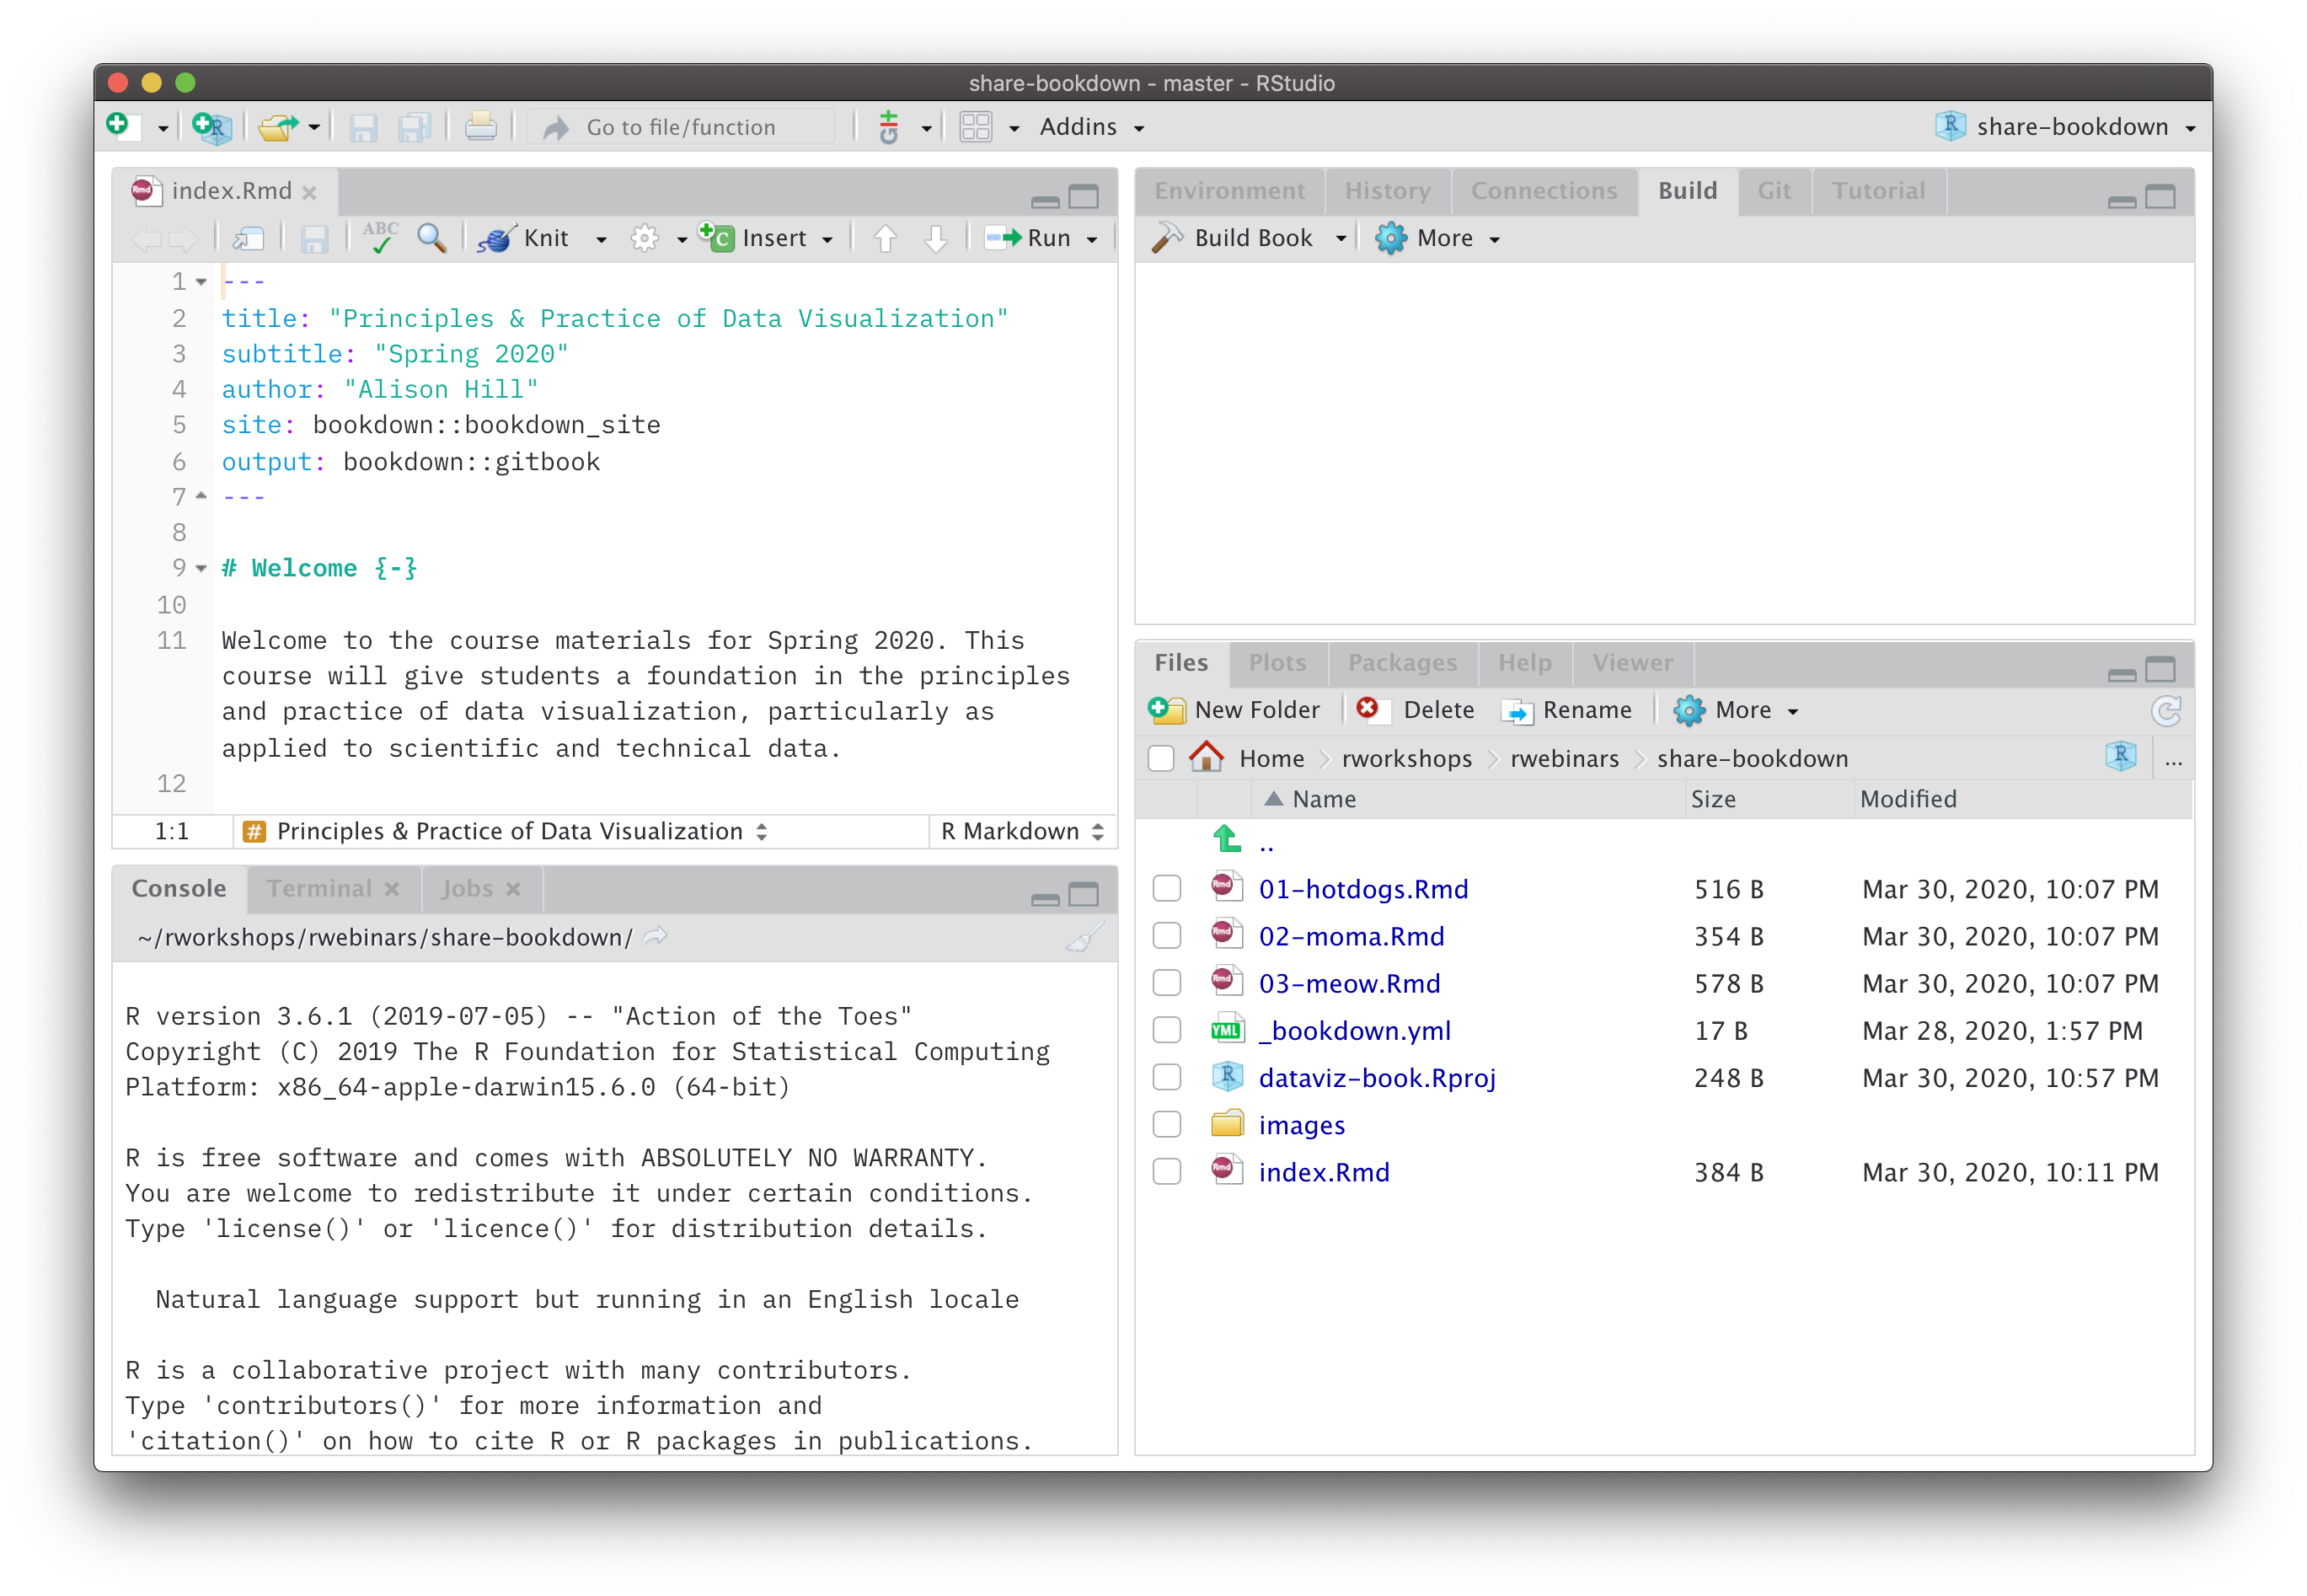 share-bookdown - master - RStudio
Go to file/function
Git
Addins
share-bookdown
index.Rmd
ABC
Knit
Insert
Run
1 ---
2 title: "Principles & Practice of Data Visualization"
3 subtitle: "Spring 2020"
4 author: "Alison Hill"
5 site: bookdown::bookdown_site
6 output: bookdown::gitbook
7 ---
8
9 # Welcome {-}
10
11 Welcome to the course materials for Spring 2020. This
course will give students a foundation in the principles
and practice of data visualization, particularly as
applied to scientific and technical data.
12
1:1 # Principles & Practice of Data Visualization R Markdown
Console Terminal Jobs
~/rworkshops/rwebinars/share-bookdown/
R version 3.6.1 (2019-07-05) -- "Action of the Toes"
Copyright (C) 2019 The R Foundation for Statistical Computing
Platform: x86_64-apple-darwin15.6.0 (64-bit)
R is free software and comes with ABSOLUTELY NO WARRANTY.
You are welcome to redistribute it under certain conditions.
Type 'license()' or 'licence()' for distribution details.
Natural language support but running in an English locale
R is a collaborative project with many contributors.
Type 'contributors()' for more information and
'citation()' on how to cite R or R packages in publications.
Environment History Connections Build Git Tutorial
Build Book More
Files Plots Packages Help Viewer
New Folder Delete Rename More
Home rworkshops rwebinars share-bookdown ...
Name Size Modified
..
01-hotdogs.Rmd 516 B Mar 30, 2020, 10:07 PM
02-moma.Rmd 354 B Mar 30, 2020, 10:07 PM
03-meow.Rmd 578 B Mar 30, 2020, 10:07 PM
_bookdown.yml 17 B Mar 28, 2020, 1:57 PM
dataviz-book.Rproj 248 B Mar 30, 2020, 10:57 PM
images
index.Rmd 384 B Mar 30, 2020, 10:11 PM